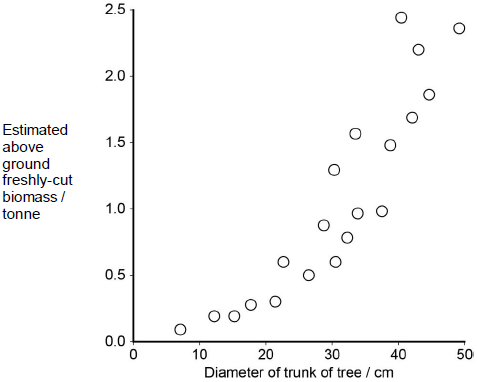 2.5
2.0
Estimated
above
1.5
ground
freshly-cut
biomass /
1.0
tonne
0.5
0.0
0 10 20 30 40 50
Diameter of trunk of tree / cm